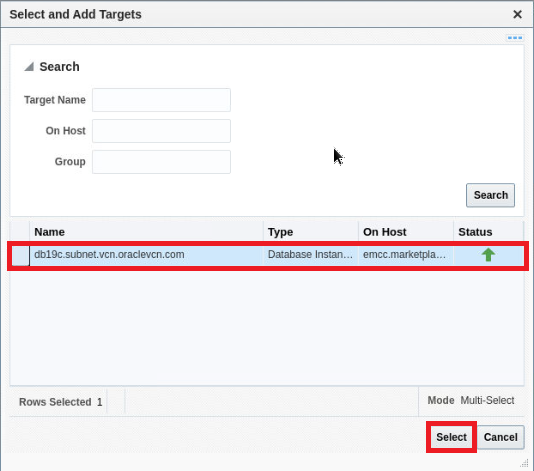 Select and Add Targets
Search
Target Name
On Host
Group
Search
Name Type On Host Status
db19c.subnet.vcn.oraclevcn.com Database Instan... emcc.marketpla...
Rows Selected 1 Mode Multi-Select
Select Cancel